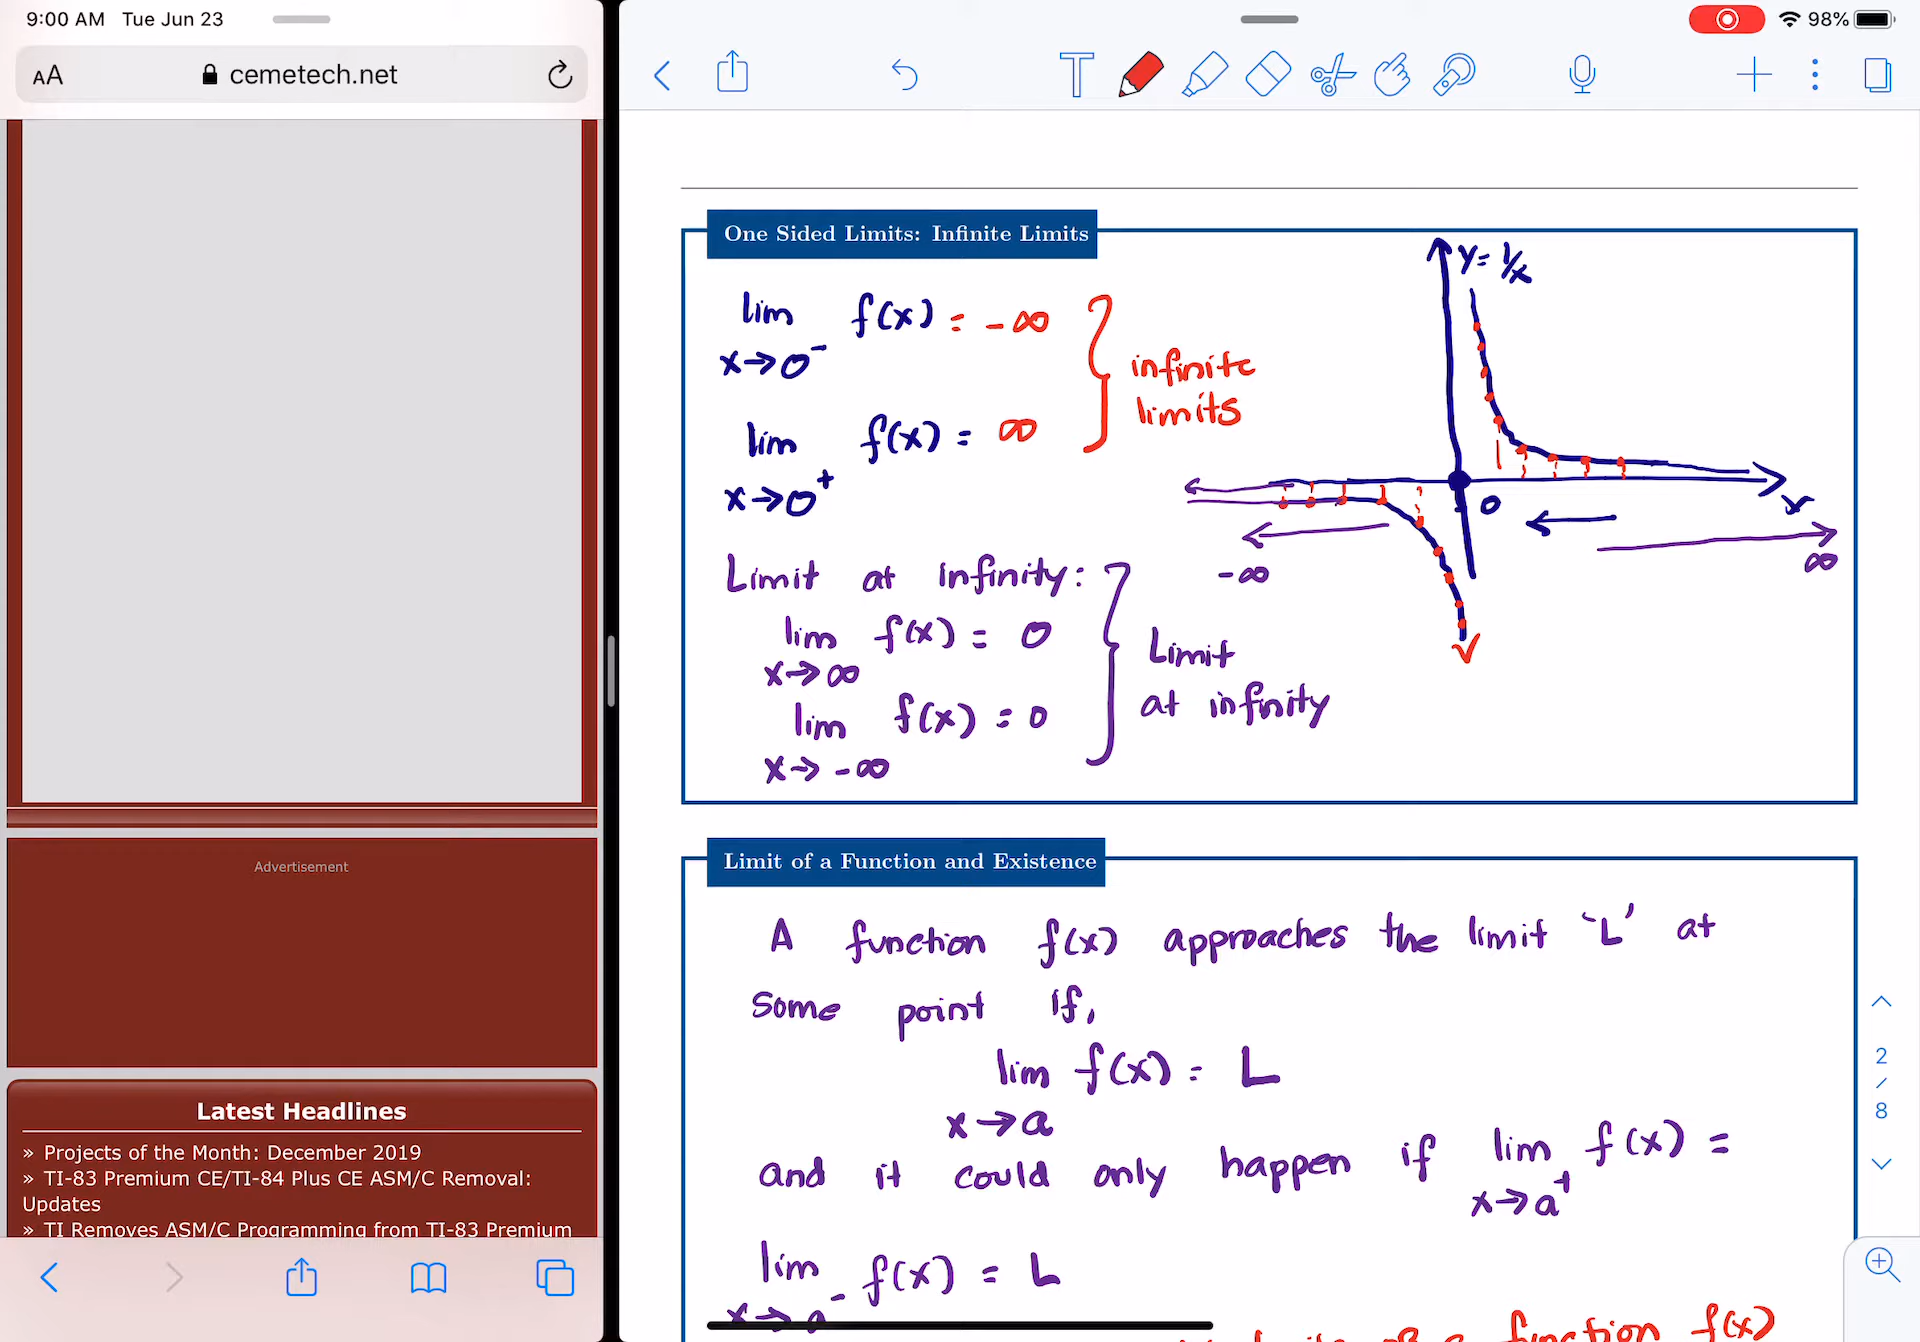 9:00 AM Tue Jun 23
AA cemetech.net
Advertisement
Latest Headlines
» Projects of the Month: December 2019
» TI-83 Premium CE/TI-84 Plus CE ASM/C Removal:
Updates
» TI Removes ASM/C Programming from TI-83 Premium
98%
One Sided Limits: Infinite Limits
lim f(x) = -∞
x→0⁻
lim f(x) = ∞
x→0⁺
infinite
limits
y = 1/x
0
x
-∞
∞
Limit at infinity:
lim f(x) = 0
x→∞
lim f(x) = 0
x→ -∞
Limit
at infinity
Limit of a Function and Existence
A function f(x) approaches the limit 'L' at
some point if,
lim f(x) = L
x→a
and it could only happen if lim f(x) =
x→a⁺
lim f(x) = L
x→a⁻
function f(x)
2
/
8